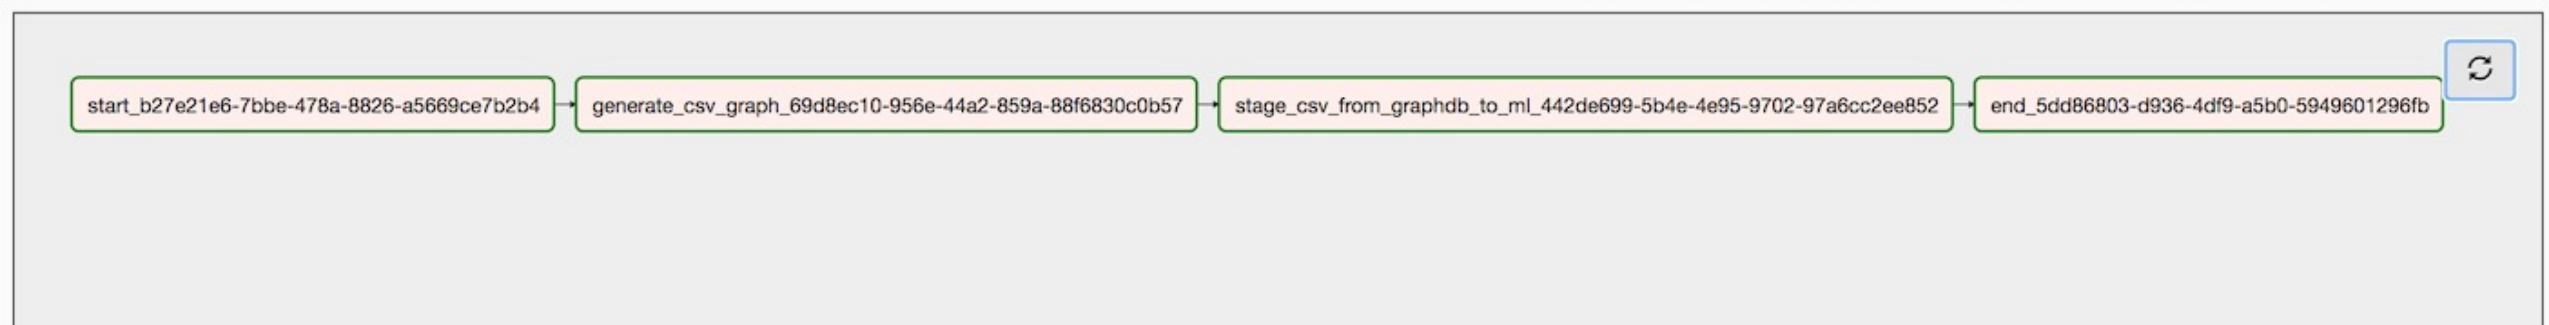 start_b27e21e6-7bbe-478a-8826-a5669ce7b2b4
generate_csv_graph_69d8ec10-956e-44a2-859a-88f6830c0b57
stage_csv_from_graphdb_to_ml_442de699-5b4e-4e95-9702-97a6cc2ee852
end_5dd86803-d936-4df9-a5b0-5949601296fb